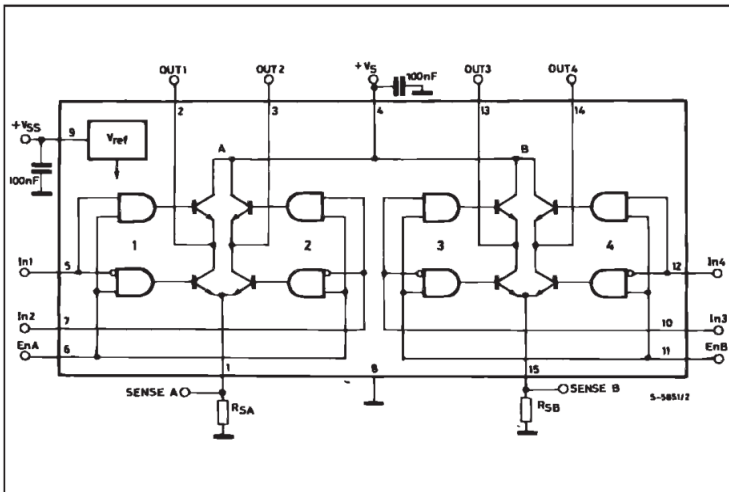 OUT1 OUT2 +VS 100nF OUT3 OUT4
2 3 4 13 14
+VSS 9 Vref A B
100nF
1 2 3 4
In1 5 12 In4
In2 7 10 In3
EnA 6 11 EnB
1 8 15
SENSE A SENSE B S-5851/2
RSA RSB